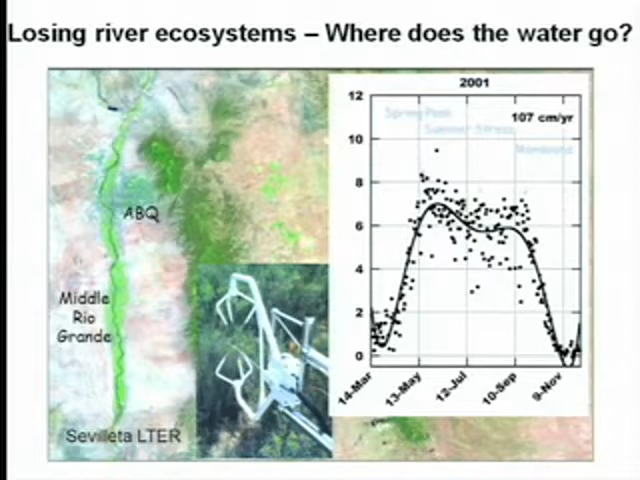 Losing river ecosystems – Where does the water go?
ABQ
Middle
Rio
Grande
Sevilleta LTER
2001
107 cm/yr
Spring Peak
Summer Stress
Monsoonal
12
10
8
6
4
2
0
14-Mar
13-May
12-Jul
10-Sep
9-Nov